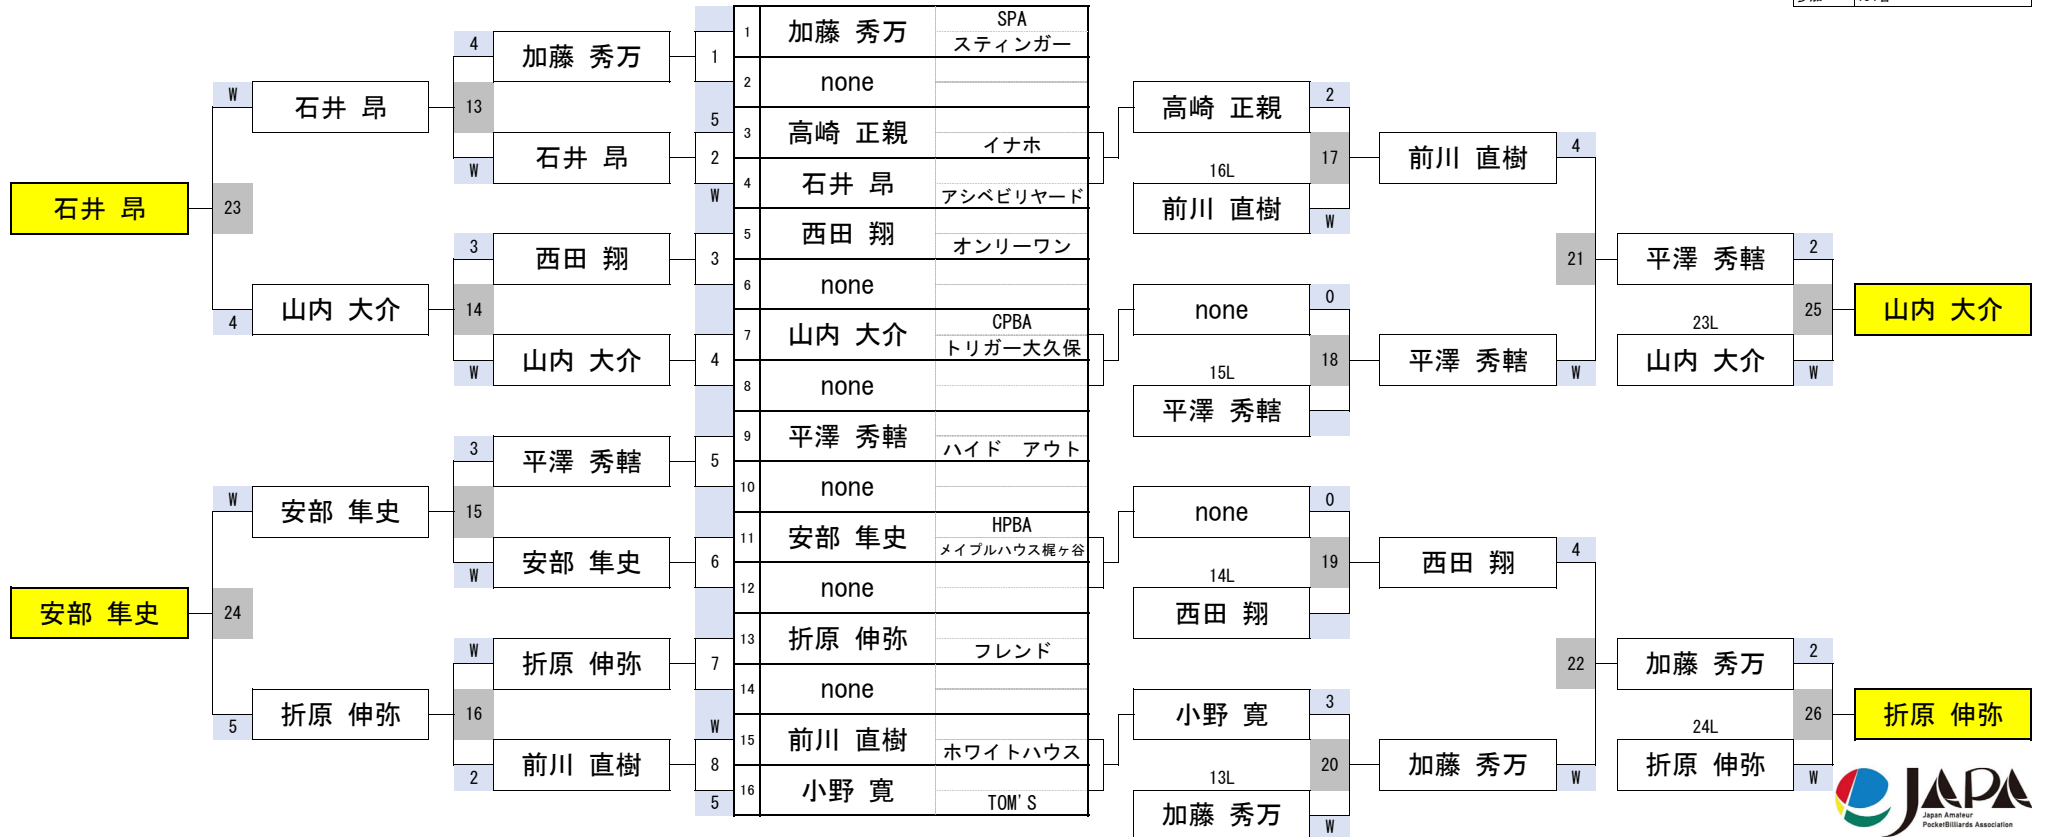 1 加藤 秀万 SPA スティンガー
2 none
3 高崎 正親 イナホ
4 石井 昂 アシベビリヤード
5 西田 翔 オンリーワン
6 none
7 山内 大介 CPBA トリガー大久保
8 none
9 平澤 秀轄 ハイド アウト
10 none
11 安部 隼史 HPBA メイプルハウス梶ヶ谷
12 none
13 折原 伸弥 フレンド
14 none
15 前川 直樹 ホワイトハウス
16 小野 寛 TOM'S
1
5
2
W
3
4
5
6
7
W
8
5
4 加藤 秀万
13
W 石井 昂
3 西田 翔
14
W 山内 大介
3 平澤 秀轄
15
W 安部 隼史
W 折原 伸弥
16
2 前川 直樹
W 石井 昂
23
4 山内 大介
W 安部 隼史
24
5 折原 伸弥
石井 昂
安部 隼史
高崎 正親 2
17
16L
前川 直樹 W
none 0
18
15L
平澤 秀轄
none 0
19
14L
西田 翔
小野 寛 3
20
13L
加藤 秀万 W
前川 直樹 4
21
平澤 秀轄 W
西田 翔 4
22
加藤 秀万 W
平澤 秀轄 2
25
23L
山内 大介 W
加藤 秀万 2
26
24L
折原 伸弥 W
山内 大介
折原 伸弥
JAPA
Japan Amateur
PocketBilliards Association